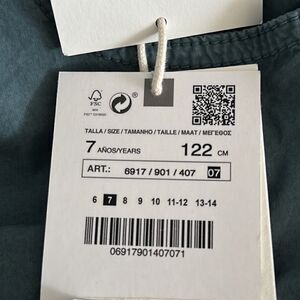 FSC
TALLA / SIZE / TAMANHO / TAILLE / MAAT / ΜΕΓΕΘΟΣ
7 AÑOS/YEARS 122 CM
ART.: 6917 / 901 / 407 07
6 7 8 9 10 11-12 13-14
06917901407071